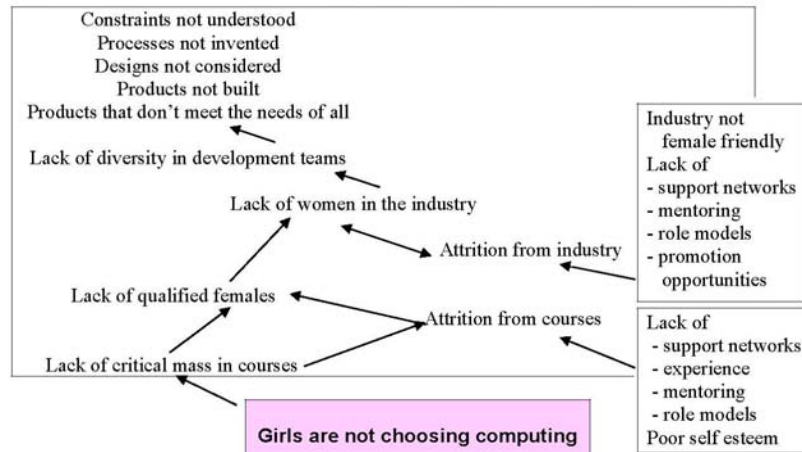 Constraints not understood
Processes not invented
Designs not considered
Products not built
Products that don't meet the needs of all
Lack of diversity in development teams
Lack of women in the industry
Attrition from industry
Lack of qualified females
Attrition from courses
Lack of critical mass in courses
Girls are not choosing computing
Industry not
female friendly
Lack of
- support networks
- mentoring
- role models
- promotion
opportunities
Lack of
- support networks
- experience
- mentoring
- role models
Poor self esteem